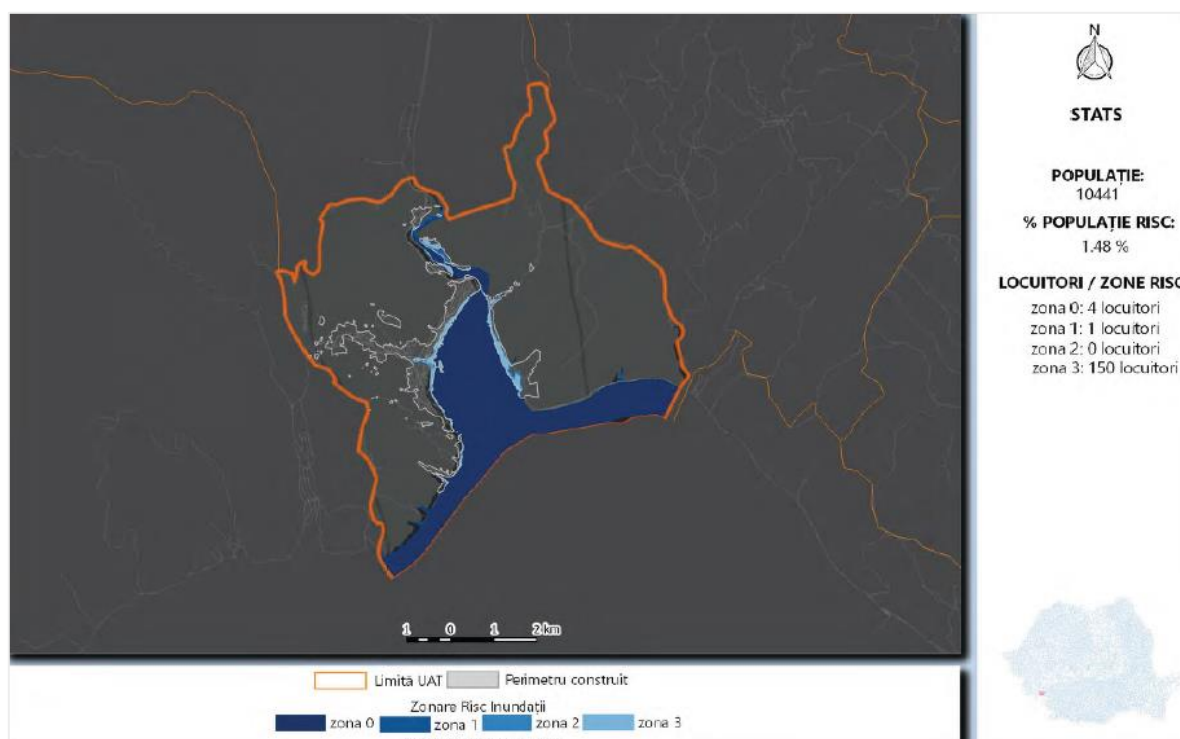 N
STATS
POPULAȚIE:
10441
% POPULAȚIE RISC:
1.48 %
LOCUITORI / ZONE RISC
zona 0: 4 locuitori
zona 1: 1 locuitori
zona 2: 0 locuitori
zona 3: 150 locuitori
1 0 1 2 km
Limită UAT Perimetru construit
Zonare Risc Inundații
zona 0 zona 1 zona 2 zona 3